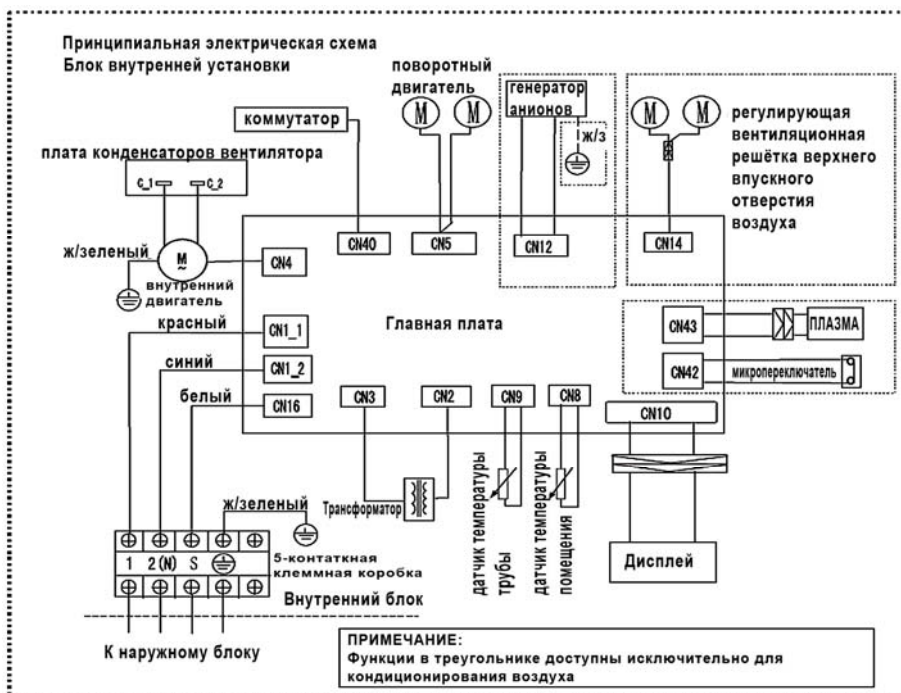 Принципиальная электрическая схема
Блок внутренней установки
поворотный
двигатель
M
M
генератор
анионов
ж/з
M
M
регулирующая
вентиляционная
решётка верхнего
впускного
отверстия
воздуха
коммутатор
плата конденсаторов вентилятора
C_1
C_2
ж/зеленый
M
~
внутренний
двигатель
CN4
CN40
CN5
CN12
CN14
красный
CN1_1
синий
CN1_2
белый
CN16
Главная плата
CN43
ПЛАЗМА
CN42
микропереключатель
CN3
CN2
CN9
CN8
CN10
Трансформатор
датчик температуры
трубы
датчик температуры
помещения
Дисплей
ж/зеленый
1
2(N)
S
5-контаткная
клеммная коробка
Внутренний блок
К наружному блоку
ПРИМЕЧАНИЕ:
Функции в треугольнике доступны исключительно для
кондиционирования воздуха